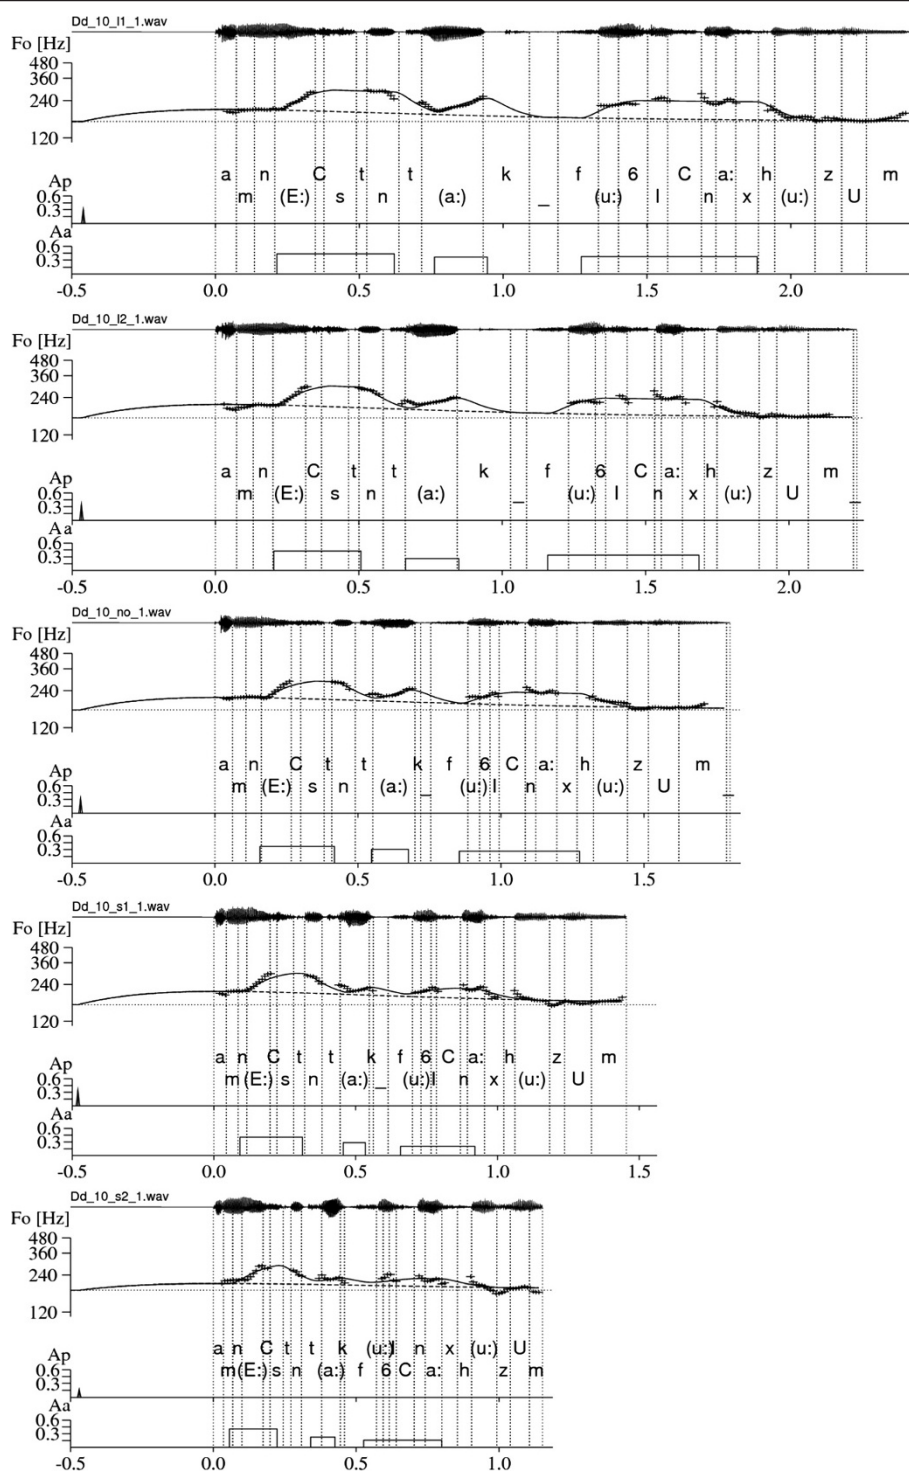 Dd_10_l1_1.wav
Fo [Hz]
480
360
240
120
a n C t t k f 6 C a: h z m
Ap
m (E:) s n (a:) _ (u:) I n x (u:) U
0.6
0.3
Aa
0.6
0.3
-0.5 0.0 0.5 1.0 1.5 2.0
Dd_10_l2_1.wav
Fo [Hz]
480
360
240
120
a n C t t k f 6 C a: h z m
Ap
m (E:) s n (a:) _ (u:) I n x (u:) U _
0.6
0.3
Aa
0.6
0.3
-0.5 0.0 0.5 1.0 1.5 2.0
Dd_10_no_1.wav
Fo [Hz]
480
360
240
120
a n C t t k f 6 C a: h z m
Ap
m (E:) s n (a:) _ (u:) I n x (u:) U _
0.6
0.3
Aa
0.6
0.3
-0.5 0.0 0.5 1.0 1.5
Dd_10_s1_1.wav
Fo [Hz]
480
360
240
120
a n C t t k f 6 C a: h z m
Ap
m (E:) s n (a:) _ (u:) I n x (u:) U
0.6
0.3
Aa
0.6
0.3
-0.5 0.0 0.5 1.0 1.5
Dd_10_s2_1.wav
Fo [Hz]
480
360
240
120
a n C t t k (u:) I n x (u:) U
Ap
m (E:) s n (a:) f 6 C a: h z m
0.6
0.3
Aa
0.6
0.3
-0.5 0.0 0.5 1.0